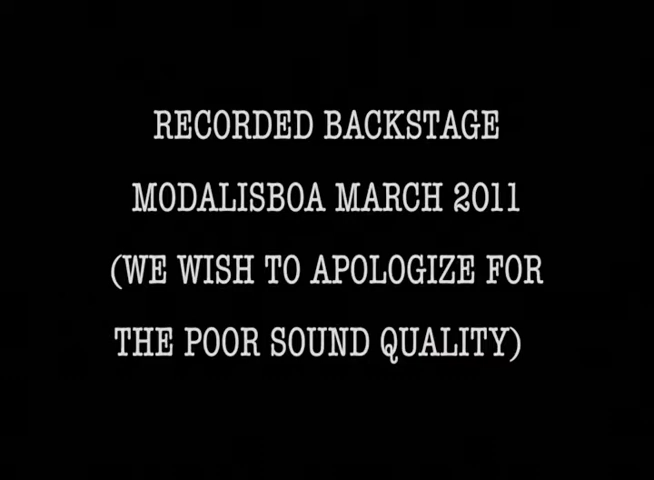 RECORDED BACKSTAGE
MODALISBOA MARCH 2011
(WE WISH TO APOLOGIZE FOR
THE POOR SOUND QUALITY)